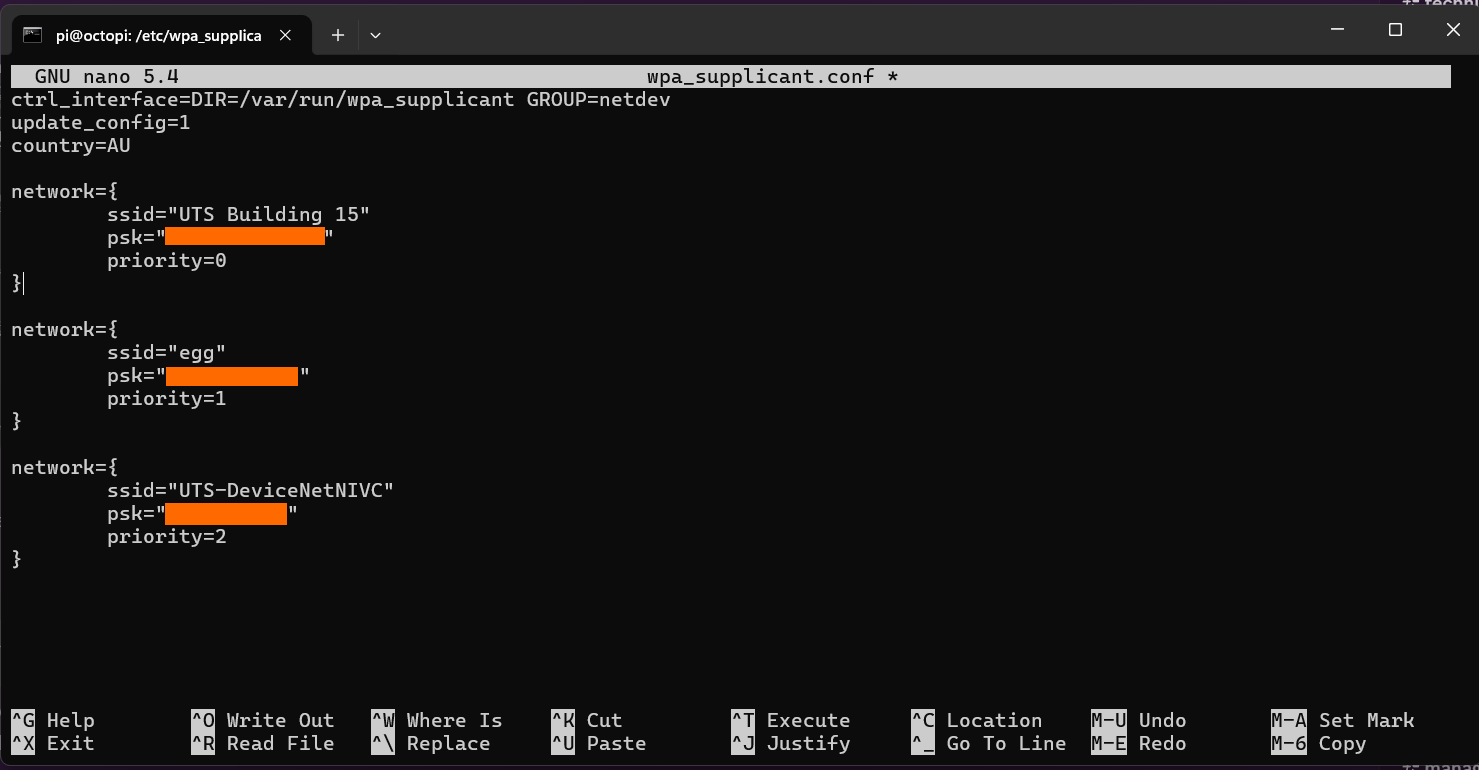 pi@octopi: /etc/wpa_supplica
GNU nano 5.4 wpa_supplicant.conf *
ctrl_interface=DIR=/var/run/wpa_supplicant GROUP=netdev
update_config=1
country=AU
network={
ssid="UTS Building 15"
psk=""
priority=0
}
network={
ssid="egg"
psk=""
priority=1
}
network={
ssid="UTS-DeviceNetNIVC"
psk=""
priority=2
}
^G Help ^O Write Out ^W Where Is ^K Cut ^T Execute ^C Location M-U Undo M-A Set Mark
^X Exit ^R Read File ^\ Replace ^U Paste ^J Justify ^_ Go To Line M-E Redo M-6 Copy